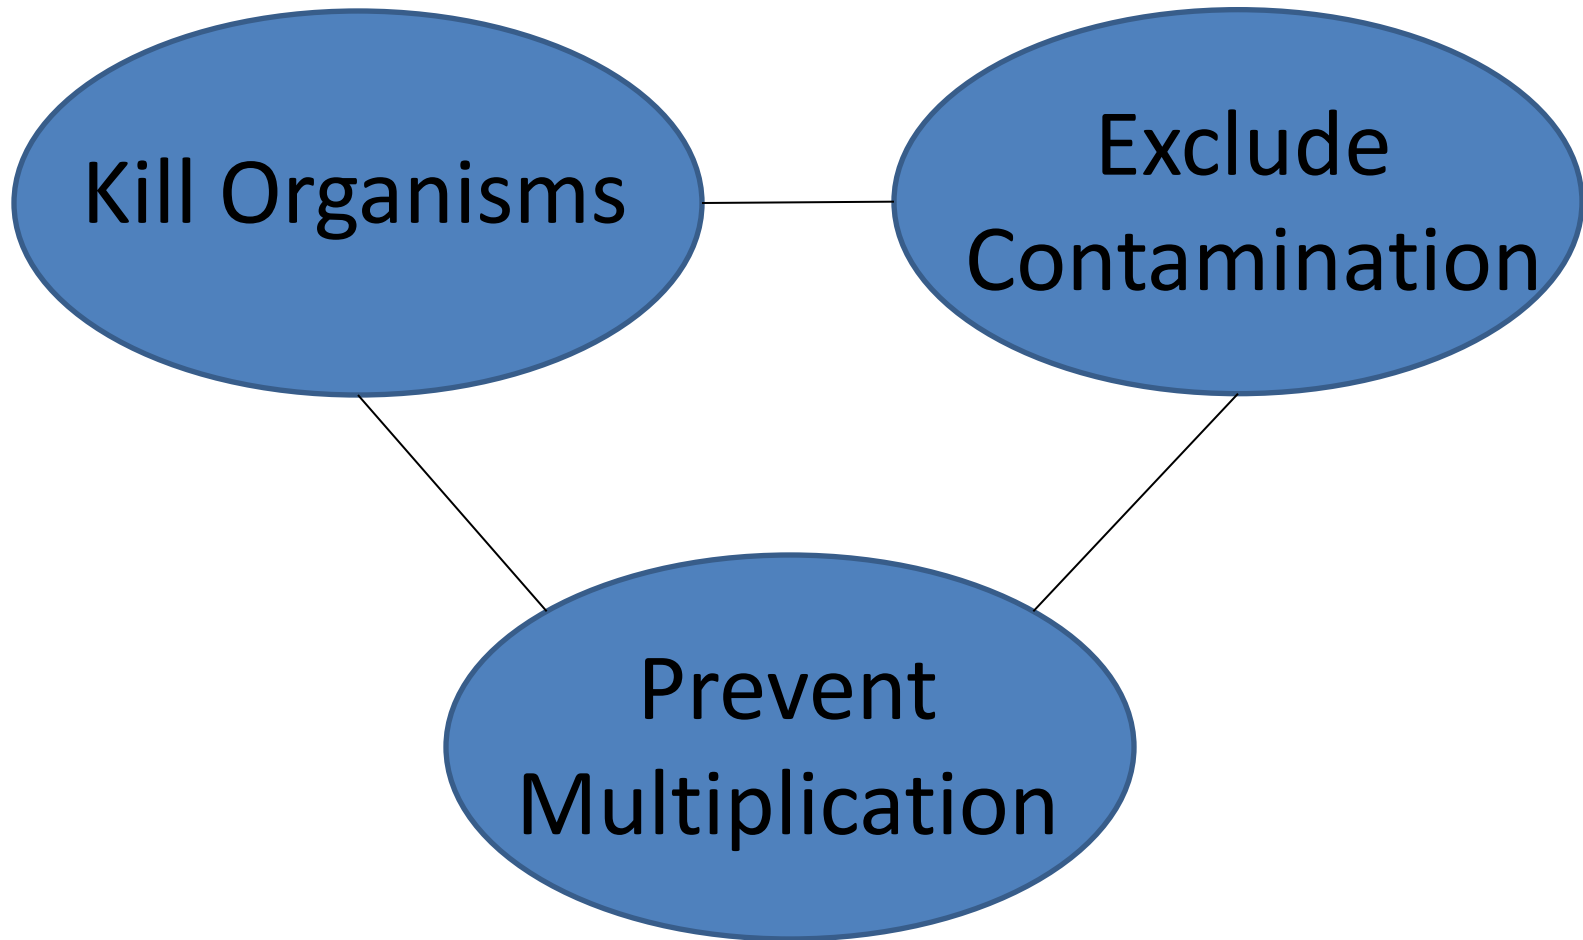 Kill Organisms
Exclude
Contamination
Prevent
Multiplication